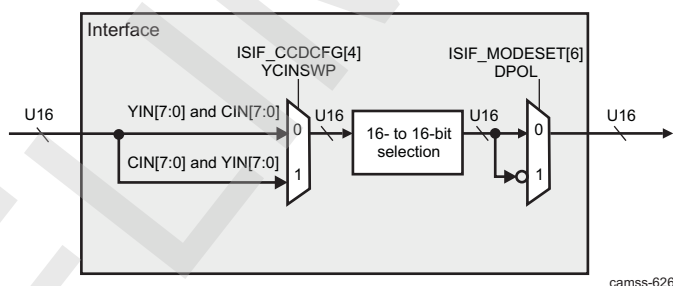 Interface
ISIF_CCDCFG[4]
YCINSWP
ISIF_MODESET[6]
DPOL
U16
YIN[7:0] and CIN[7:0]
0
U16
16- to 16-bit
selection
U16
0
U16
CIN[7:0] and YIN[7:0]
1
1
camss-626